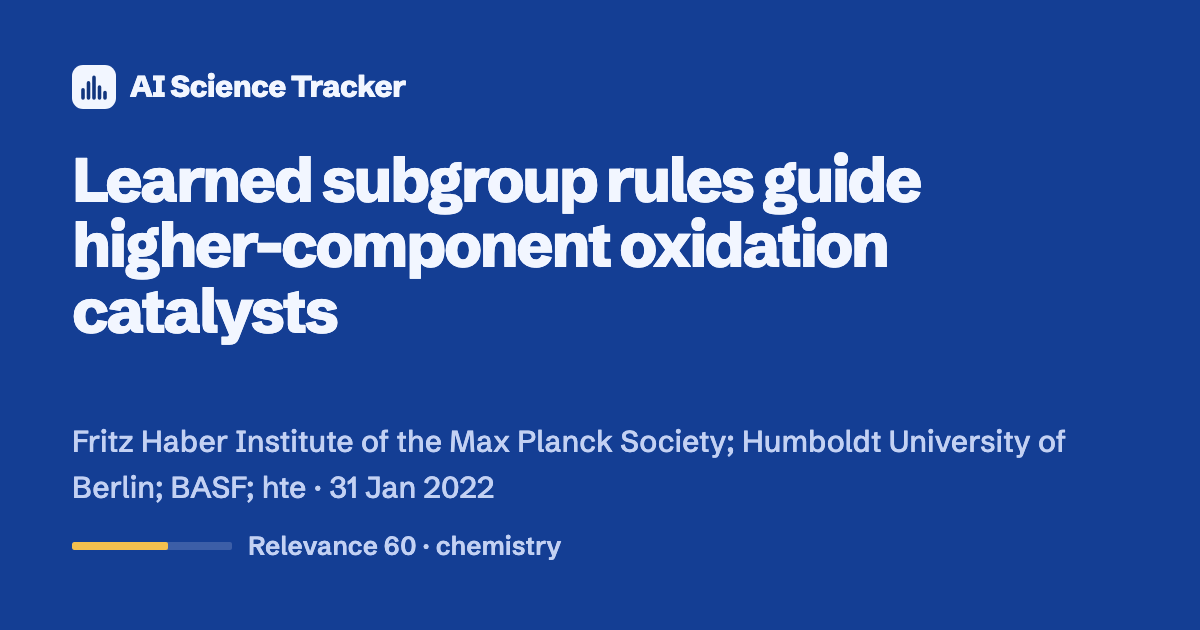 AI Science Tracker
Learned subgroup rules guide
higher-component oxidation
catalysts
Fritz Haber Institute of the Max Planck Society; Humboldt University of
Berlin; BASF; hte · 31 Jan 2022
Relevance 60 · chemistry